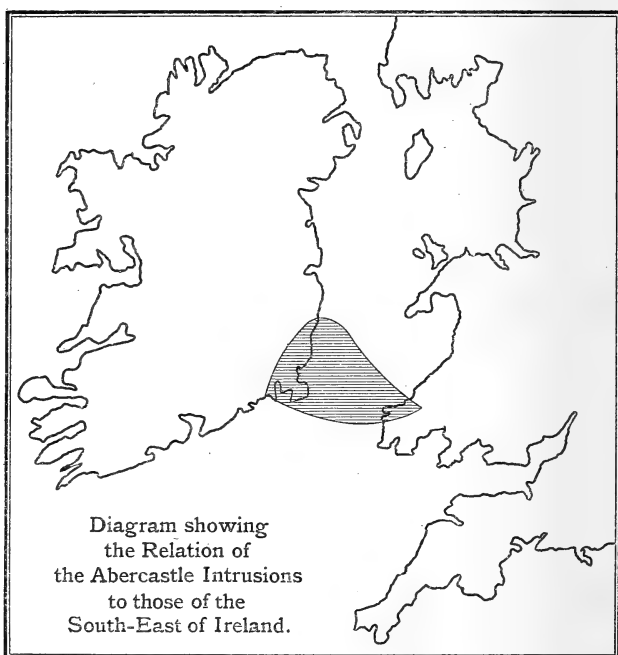 Diagram showing
the Relation of
the Abercastle Intrusions
to those of the
South-East of Ireland.